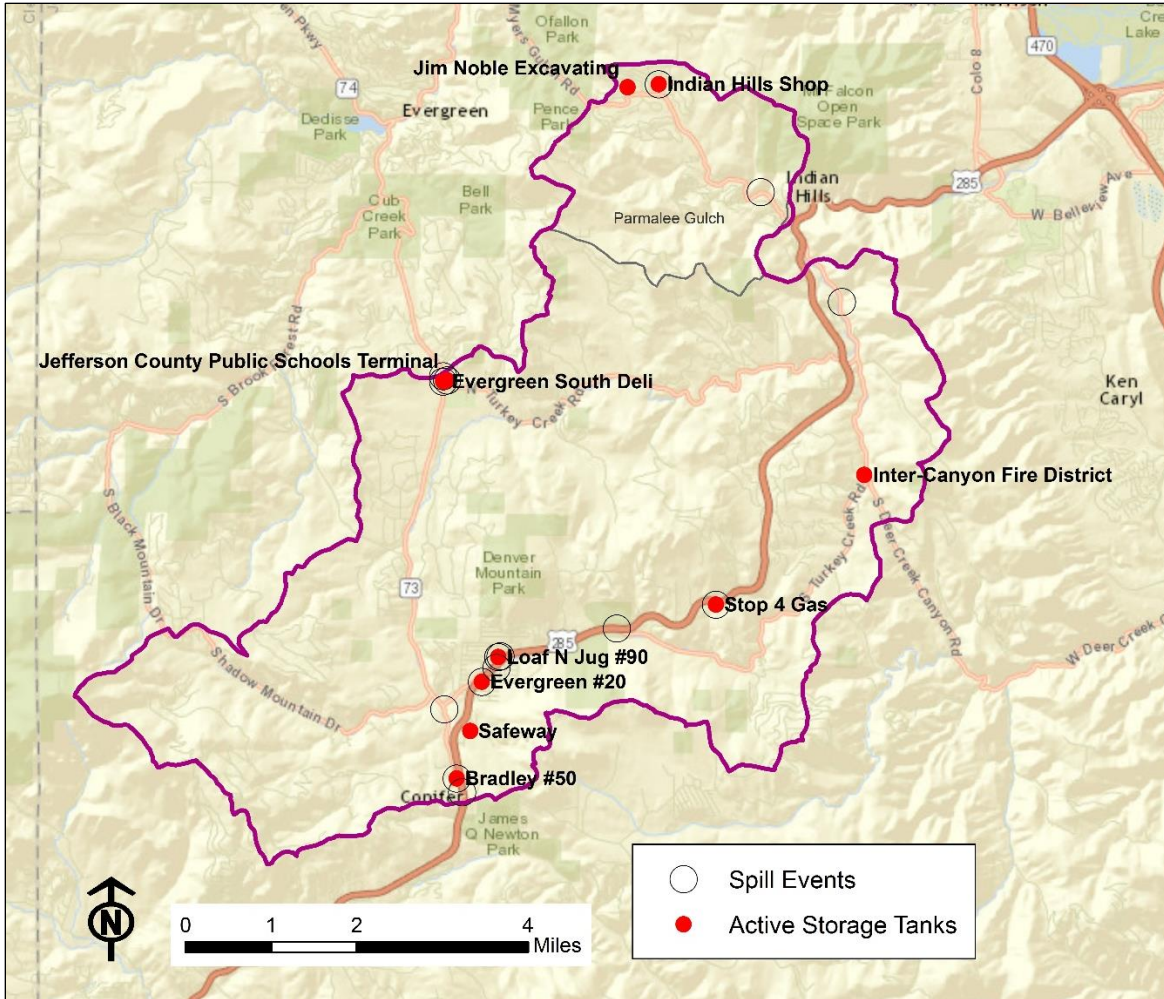 Ofallon
Park
Myers Gulch Rd
Pkwy
470
Colo 8
Lake
74
Evergreen
Dedisse
Park
Jim Noble Excavating
Indian Hills Shop
Pence
Park
Falcon
Open
Space Park
Cub
Creek
Park
Bell
Park
Indian
Hills
285
W Belleview Ave
Parmalee Gulch
Jefferson County Public Schools Terminal
Evergreen South Deli
Turkey Creek Rd
Ken
Caryl
Inter-Canyon Fire District
S Black Mountain Dr
S Turkey Creek Rd
S Deer Creek Canyon Rd
Denver
Mountain
Park
73
Stop 4 Gas
285
Loaf N Jug #90
Evergreen #20
W Deer Creek
Shadow Mountain Dr
Safeway
Bradley #50
Conifer
James
Q Newton
Park
N
0 1 2 4
Miles
Spill Events
Active Storage Tanks